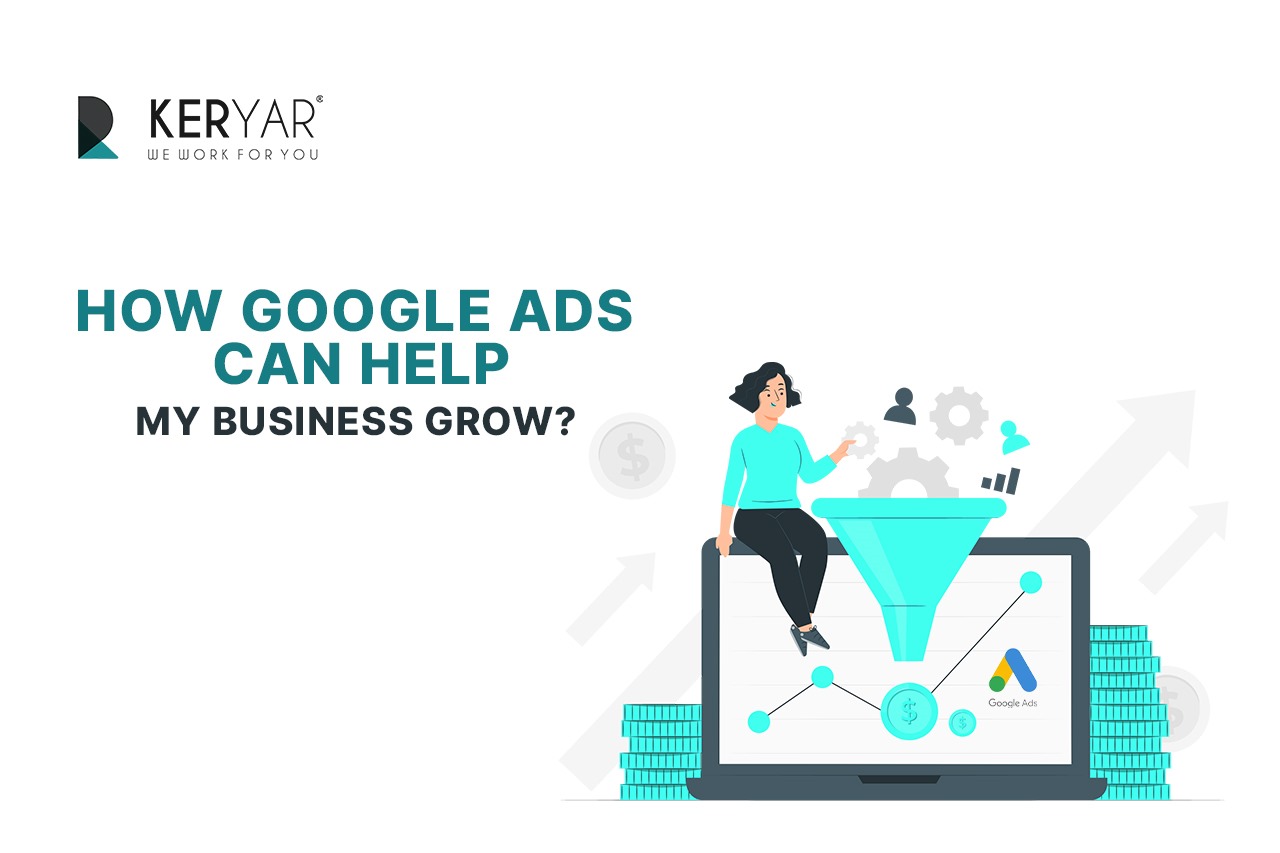 KERYAR®
WE WORK FOR YOU
HOW GOOGLE ADS
CAN HELP
MY BUSINESS GROW?
$
$
$
$
Google Ads